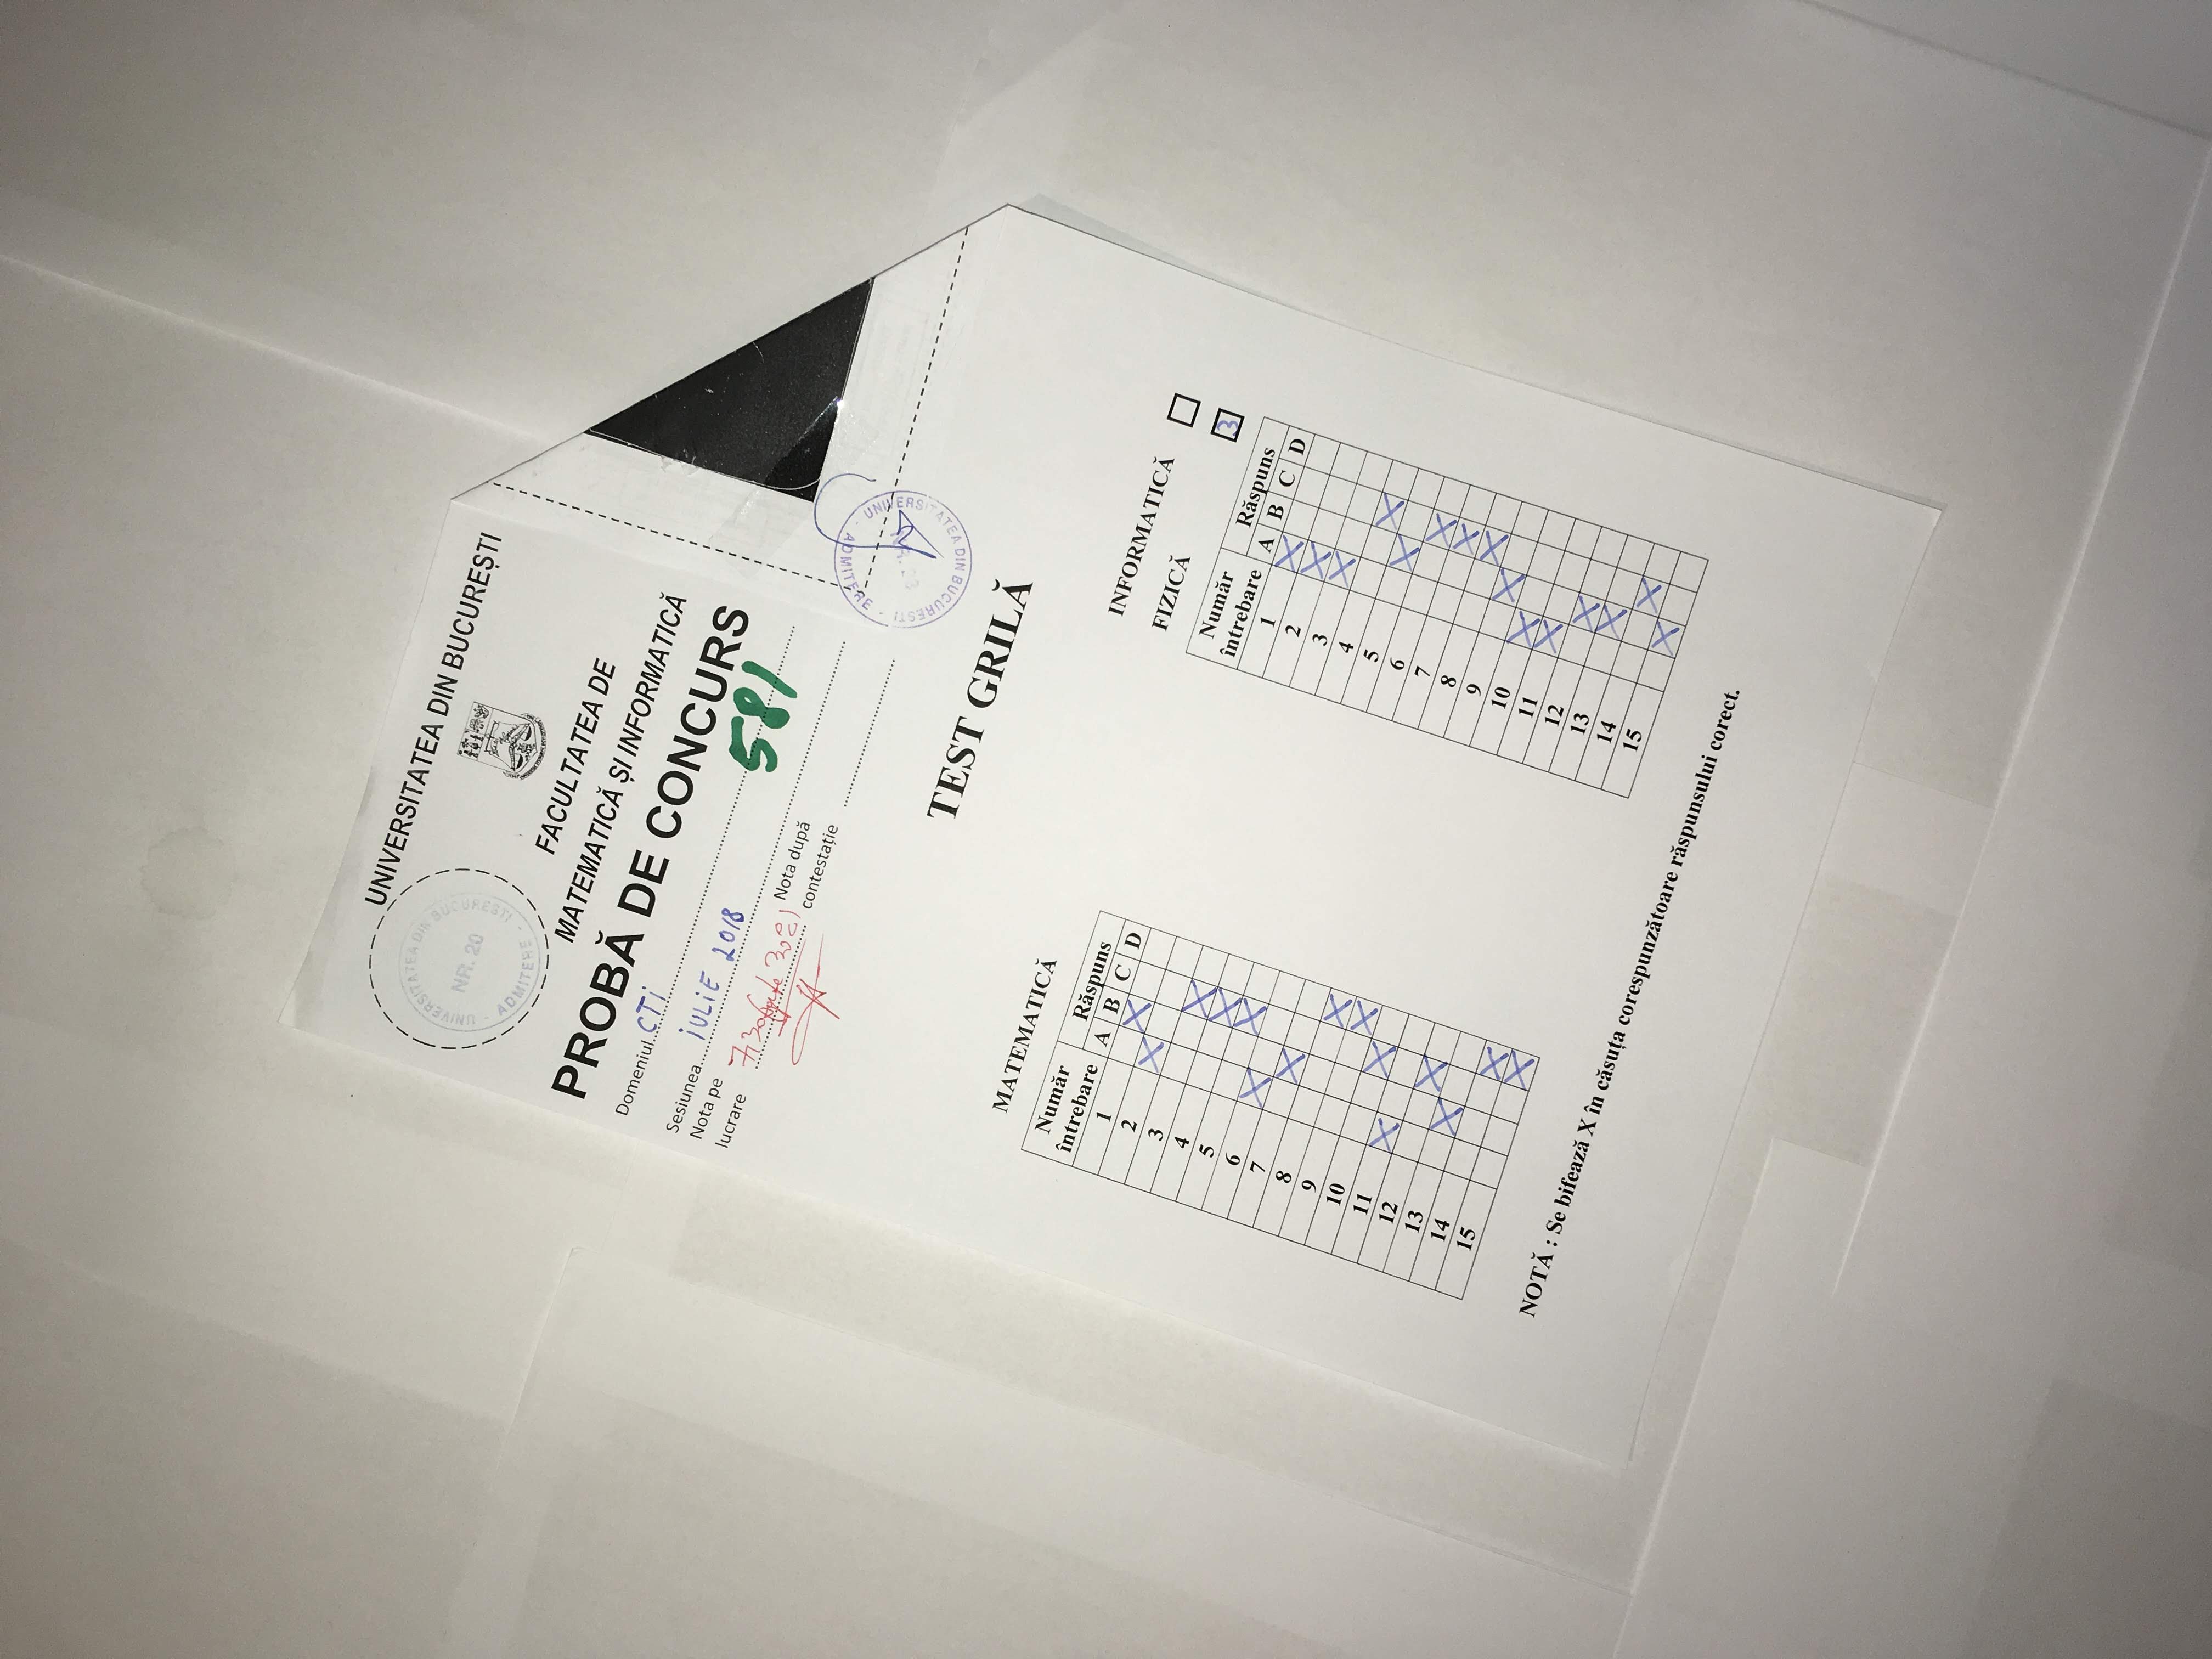 UNIVERSITATEA DIN BUCUREȘTI
UNIVERSITATEA DIN BUCUREȘTI
NR. 20
ADMITERE
FACULTATEA DE
MATEMATICĂ ȘI INFORMATICĂ
PROBĂ DE CONCURS
Domeniul CTi
581
Sesiunea iULiE 2018
Nota pe
lucrare 7,30
Nota după
contestație
UNIVERSITATEA DIN BUCUREȘTI
ADMITERE
TEST GRILĂ
MATEMATICĂ
Număr
întrebare
Răspuns
A B C D
1 X
2 X
3
4 X
5 X
6 X X
7 X
8
9 X
10 X
11 X X
12
13 X X
14 X
15 X
INFORMATICĂ
FIZICĂ 3
Număr
întrebare
Răspuns
A B C D
1 X
2 X
3 X
4
5 X
6 X
7 X
8 X
9 X
10 X
11 X
12 X
13 X
14 X
15 X X
NOTĂ : Se bifează X în căsuța corespunzătoare răspunsului corect.